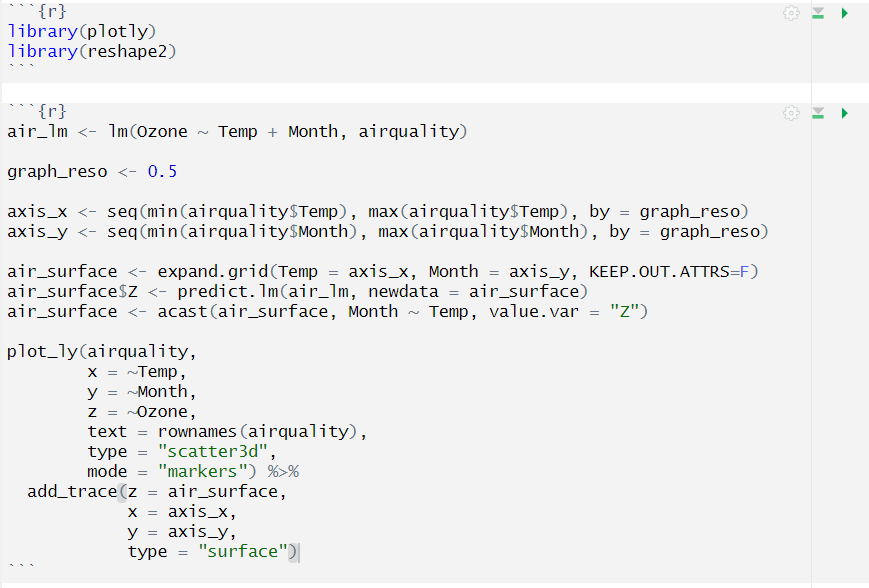 ```{r}
library(plotly)
library(reshape2)
```
```{r}
air_lm <- lm(Ozone ~ Temp + Month, airquality)
graph_reso <- 0.5
axis_x <- seq(min(airquality$Temp), max(airquality$Temp), by = graph_reso)
axis_y <- seq(min(airquality$Month), max(airquality$Month), by = graph_reso)
air_surface <- expand.grid(Temp = axis_x, Month = axis_y, KEEP.OUT.ATTRS=F)
air_surface$Z <- predict.lm(air_lm, newdata = air_surface)
air_surface <- acast(air_surface, Month ~ Temp, value.var = "Z")
plot_ly(airquality,
        x = ~Temp,
        y = ~Month,
        z = ~Ozone,
        text = rownames(airquality),
        type = "scatter3d",
        mode = "markers") %>%
  add_trace(z = air_surface,
            x = axis_x,
            y = axis_y,
            type = "surface")
```